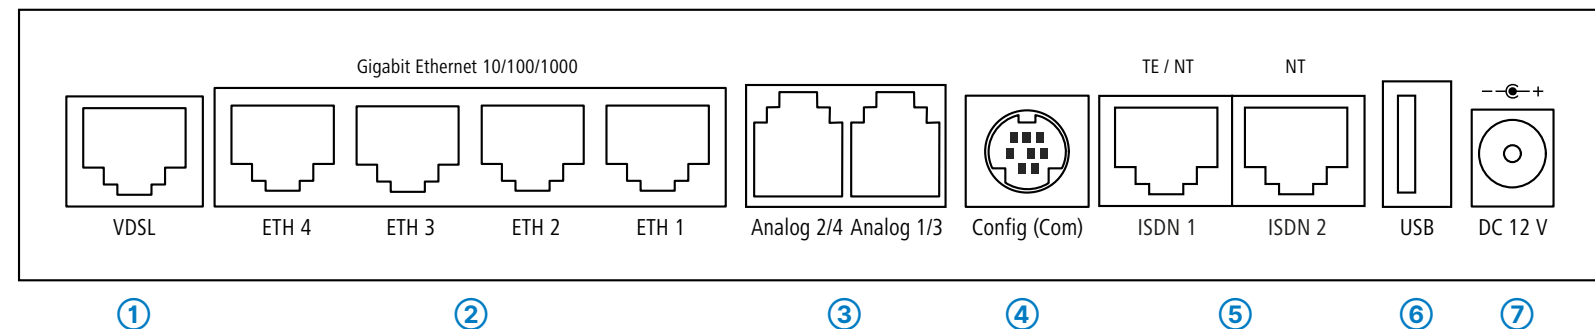 Gigabit Ethernet 10/100/1000 TE / NT NT
- +
VDSL ETH 4 ETH 3 ETH 2 ETH 1 Analog 2/4 Analog 1/3 Config (Com) ISDN 1 ISDN 2 USB DC 12 V
① ② ③ ④ ⑤ ⑥ ⑦